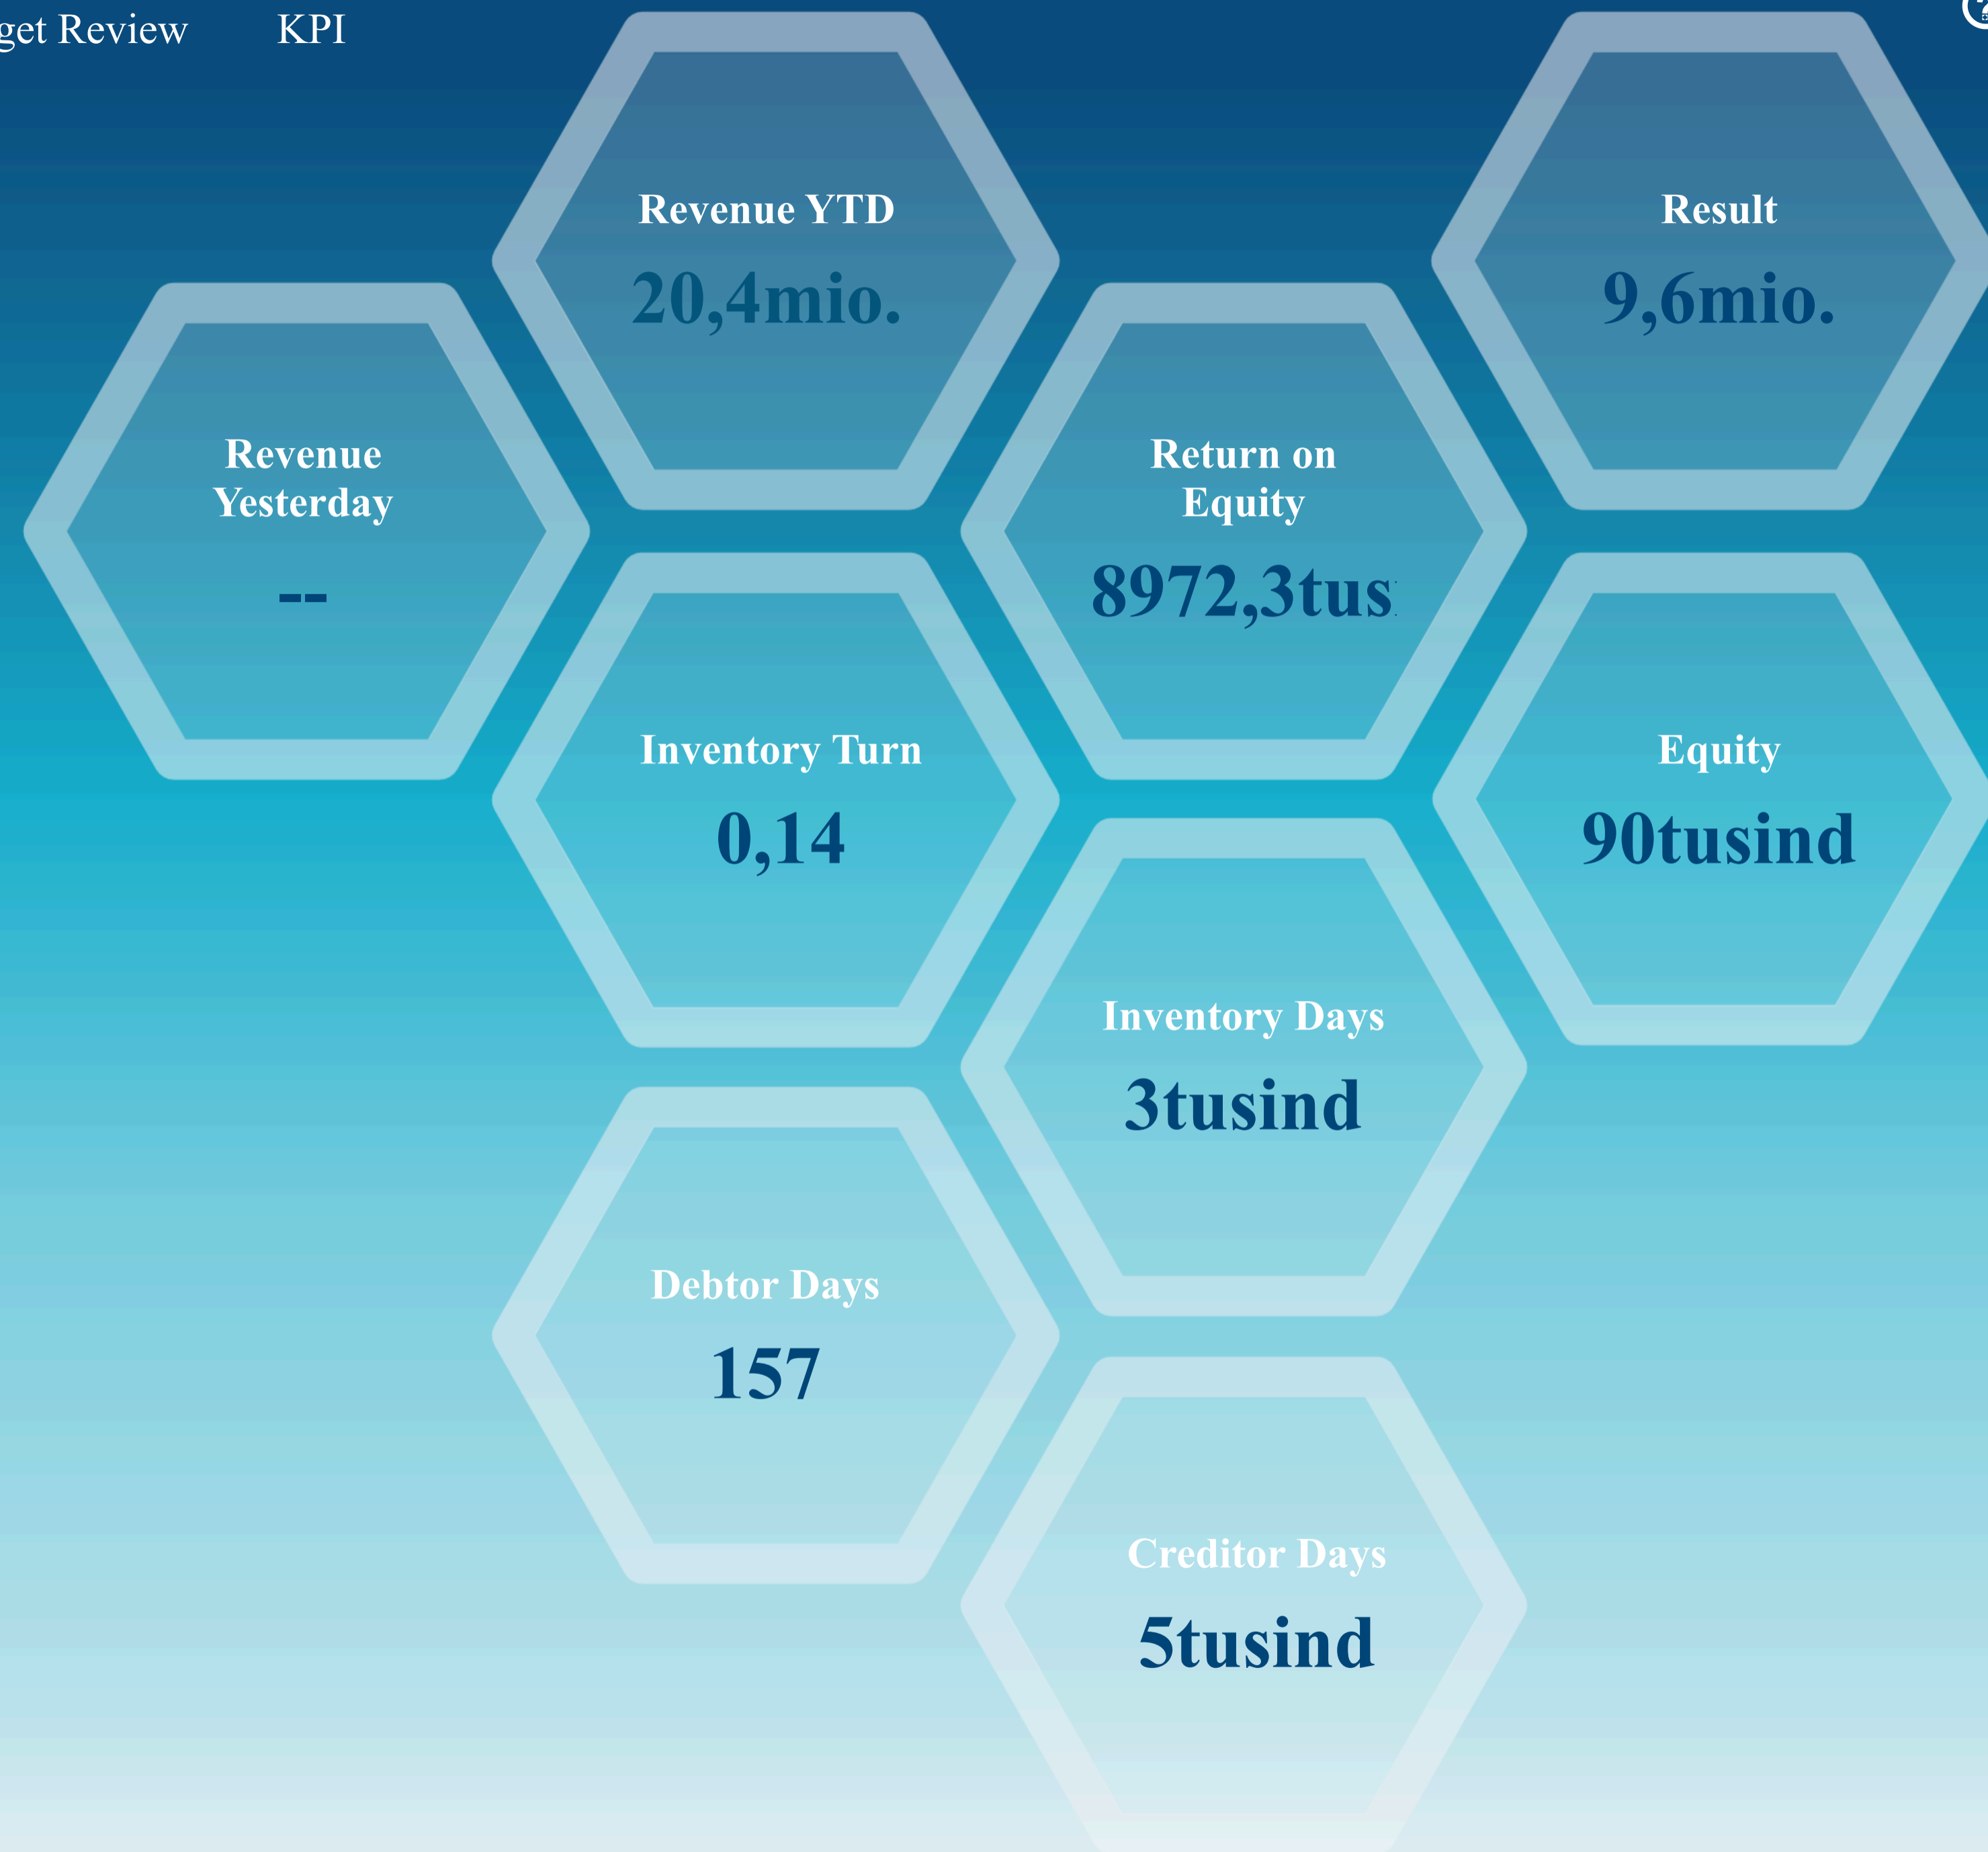 Review
KPI
Revenue YTD
20,4mio.
Result
9,6mio.
Revenue
Yesterday
--
Return on
Equity
8972,3tus
Inventory Turn
0,14
Equity
90tusind
Inventory Days
3tusind
Debtor Days
157
Creditor Days
5tusind